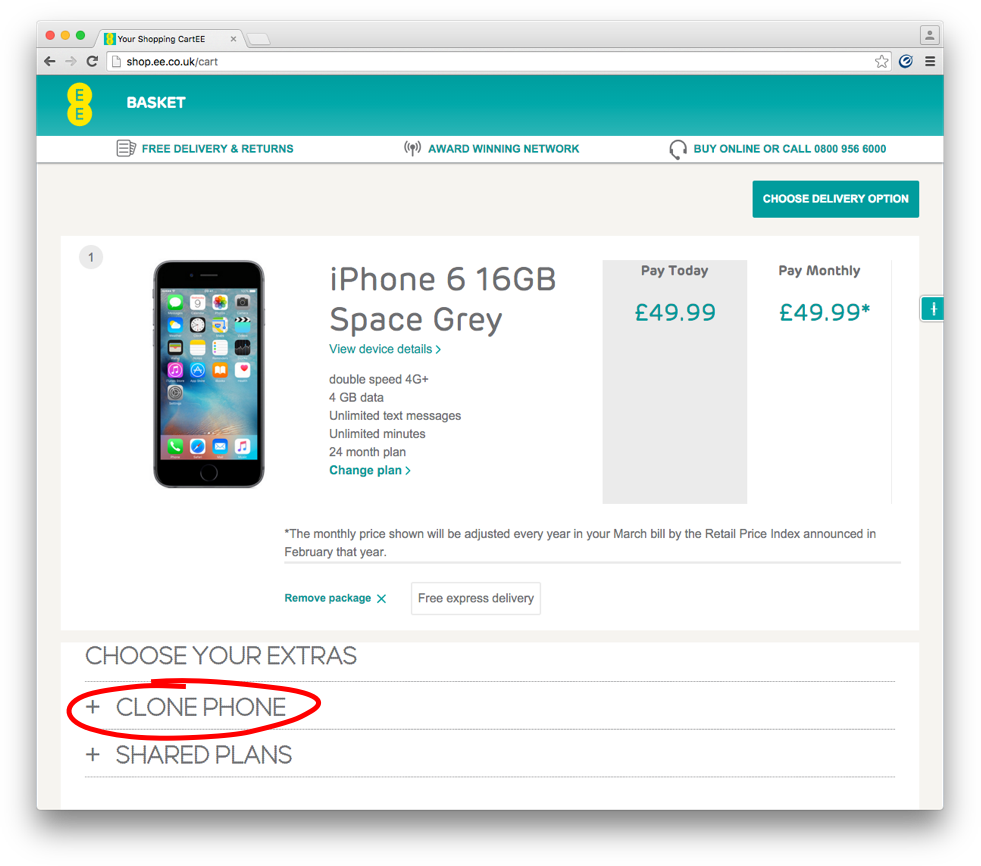 Your Shopping CartEE
shop.ee.co.uk/cart
EE
BASKET
FREE DELIVERY & RETURNS
AWARD WINNING NETWORK
BUY ONLINE OR CALL 0800 956 6000
CHOOSE DELIVERY OPTION
1
iPhone 6 16GB
Space Grey
View device details >
double speed 4G+
4 GB data
Unlimited text messages
Unlimited minutes
24 month plan
Change plan >
Pay Today
£49.99
Pay Monthly
£49.99*
*The monthly price shown will be adjusted every year in your March bill by the Retail Price Index announced in
February that year.
Remove package ×
Free express delivery
CHOOSE YOUR EXTRAS
+ CLONE PHONE
+ SHARED PLANS